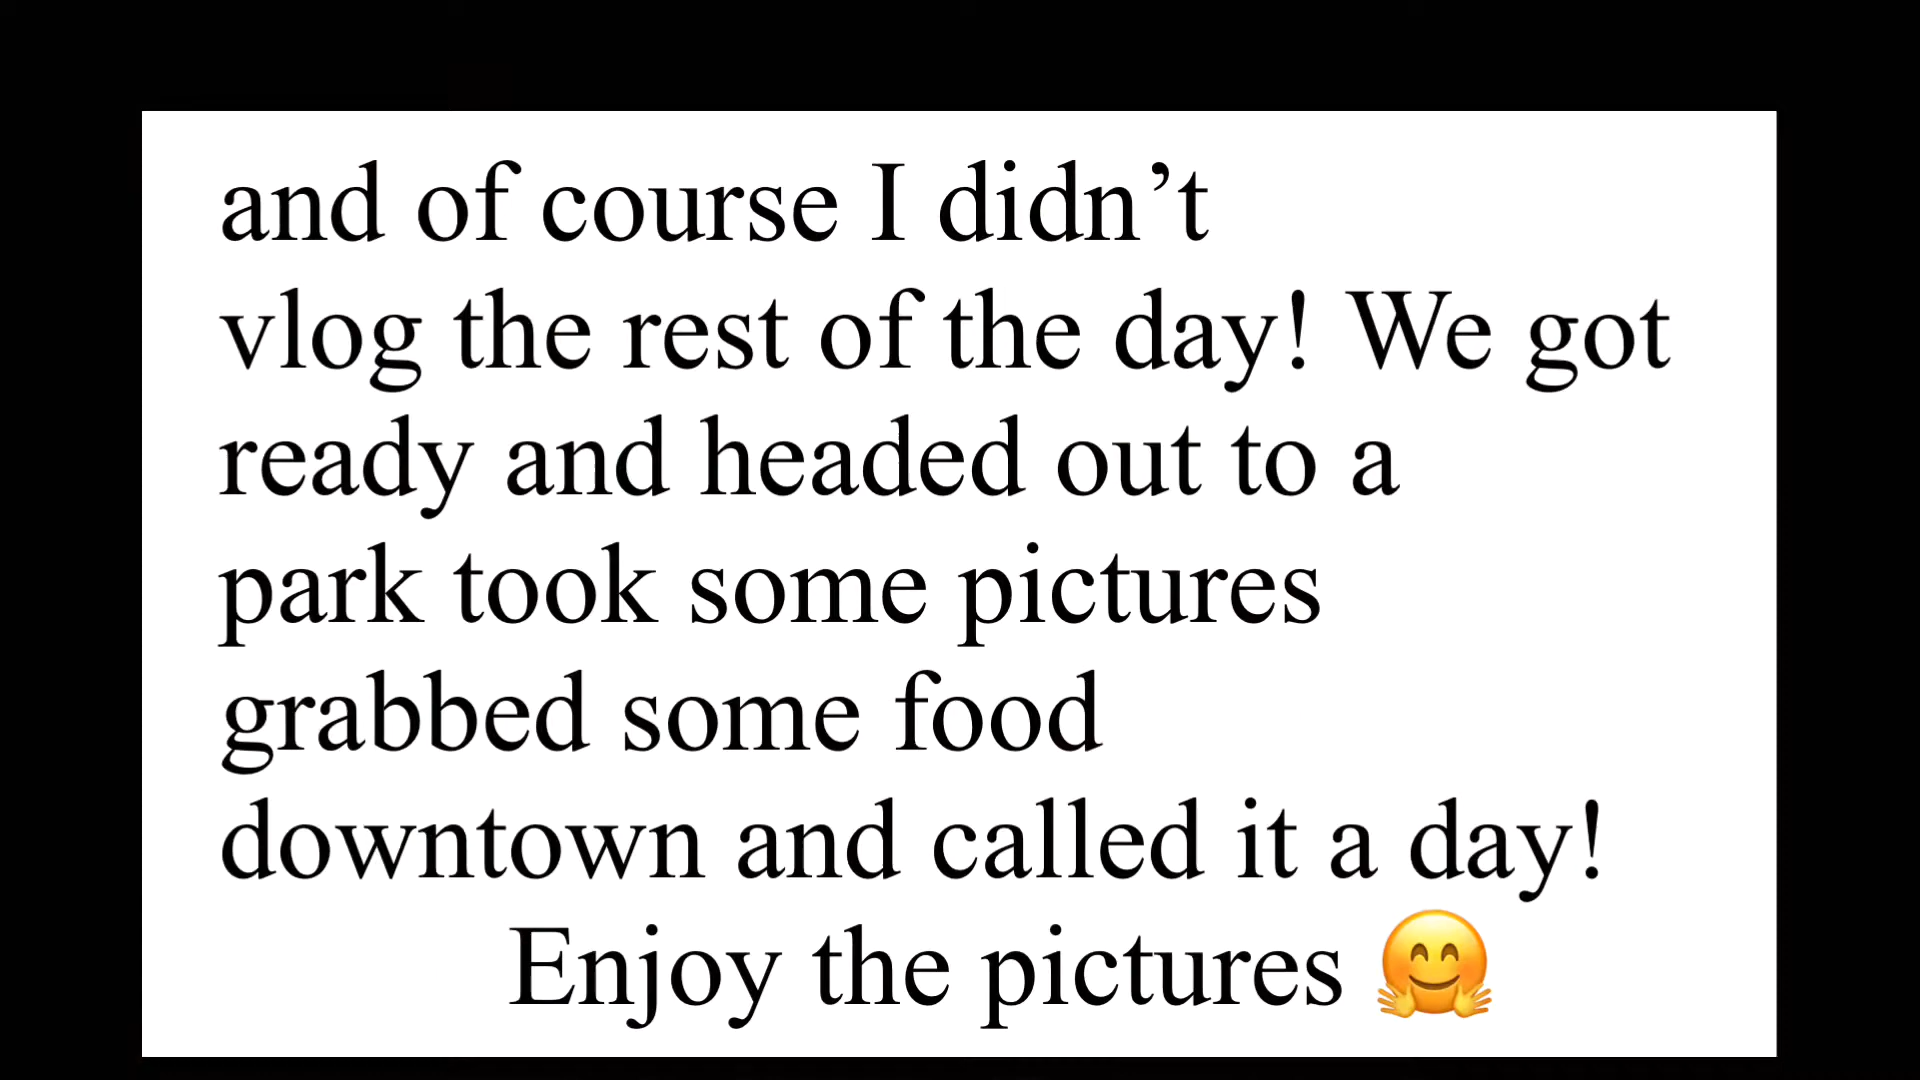 and of course I didn’t
vlog the rest of the day! We got
ready and headed out to a
park took some pictures
grabbed some food
downtown and called it a day!
Enjoy the pictures 🤗